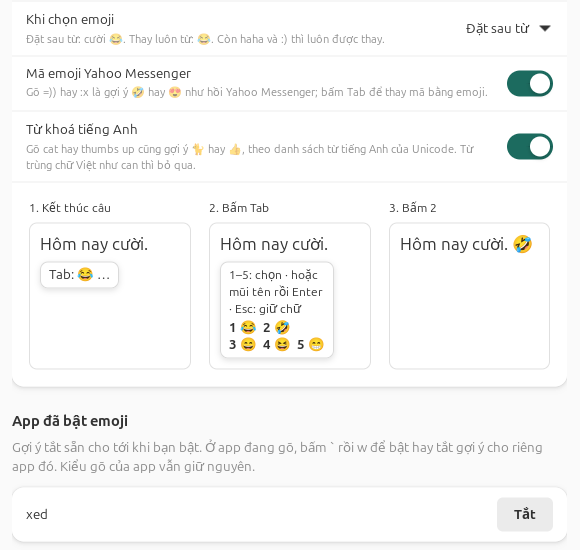 Khi chọn emoji
Đặt sau từ: cười 😂. Thay luôn từ: 😂. Còn haha và :) thì luôn được thay.
Đặt sau từ
Mã emoji Yahoo Messenger
Gõ =)) hay :x là gợi ý 🤣 hay 😍 như hồi Yahoo Messenger; bấm Tab để thay mã bằng emoji.
Từ khoá tiếng Anh
Gõ cat hay thumbs up cũng gợi ý 🐈 hay 👍, theo danh sách từ tiếng Anh của Unicode. Từ
trùng chữ Việt như can thì bỏ qua.
1. Kết thúc câu
Hôm nay cười.
Tab: 😂 …
2. Bấm Tab
Hôm nay cười.
1–5: chọn · hoặc
mũi tên rồi Enter
· Esc: giữ chữ
1 😂 2 🤣
3 😄 4 😆 5 😁
3. Bấm 2
Hôm nay cười. 🤣
App đã bật emoji
Gợi ý tắt sẵn cho tới khi bạn bật. Ở app đang gõ, bấm ` rồi w để bật hay tắt gợi ý cho riêng
app đó. Kiểu gõ của app vẫn giữ nguyên.
xed
Tắt